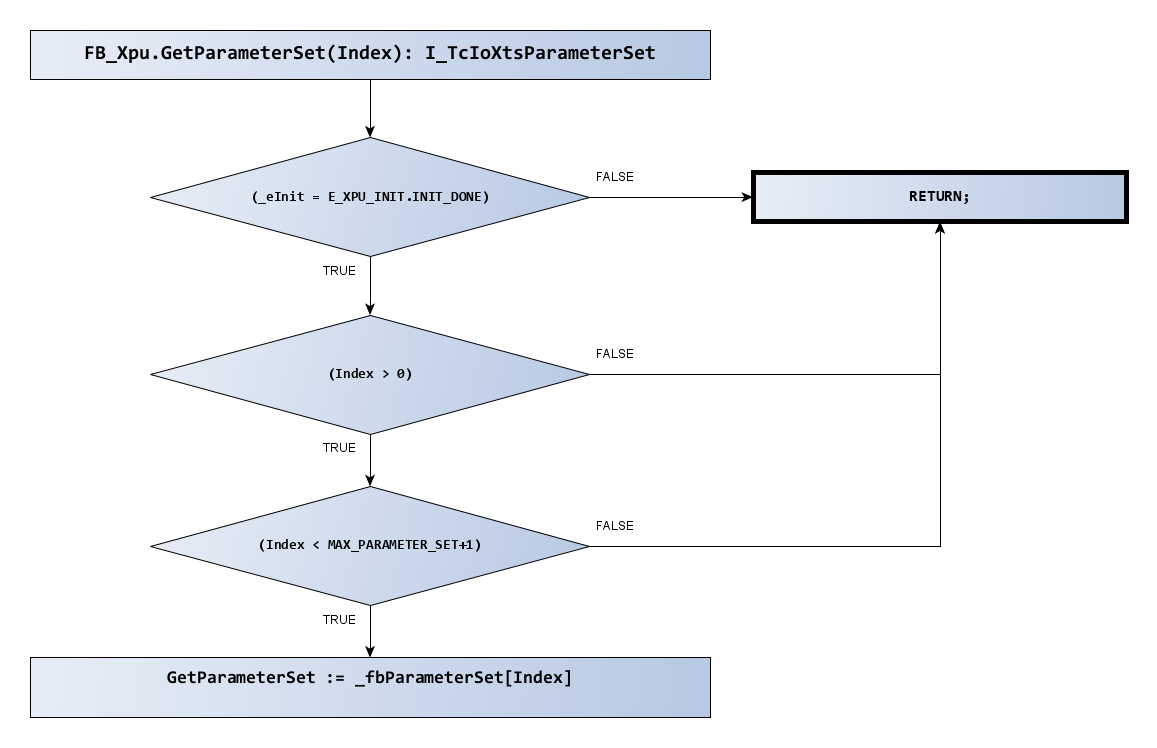 FB_Xpu.GetParameterSet(Index): I_TcIoXtsParameterSet
(_eInit = E_XPU_INIT.INIT_DONE)
FALSE
RETURN;
TRUE
(Index > 0)
FALSE
TRUE
(Index < MAX_PARAMETER_SET+1)
FALSE
TRUE
GetParameterSet := _fbParameterSet[Index]